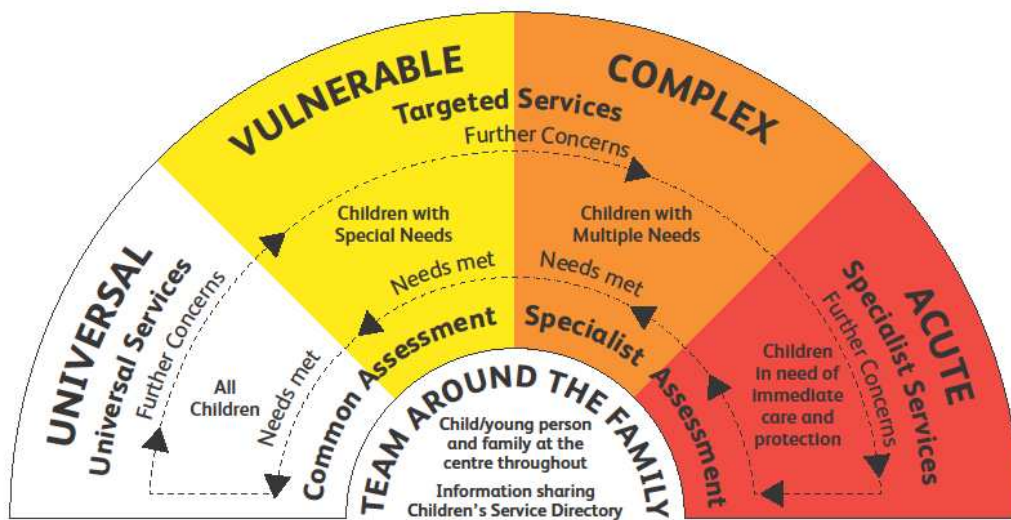 UNIVERSAL
Universal Services
Further Concerns
All
Children
Needs met
VULNERABLE
COMPLEX
Targeted Services
Further Concerns
Children with
Special Needs
Children with
Multiple Needs
Needs met
Needs met
ACUTE
Specialist Services
Further Concerns
Children
in need of
immediate
care and
protection
Common Assessment
Specialist Assessment
TEAM AROUND THE FAMILY
Child/young person
and family at the
centre throughout
Information sharing
Children’s Service Directory